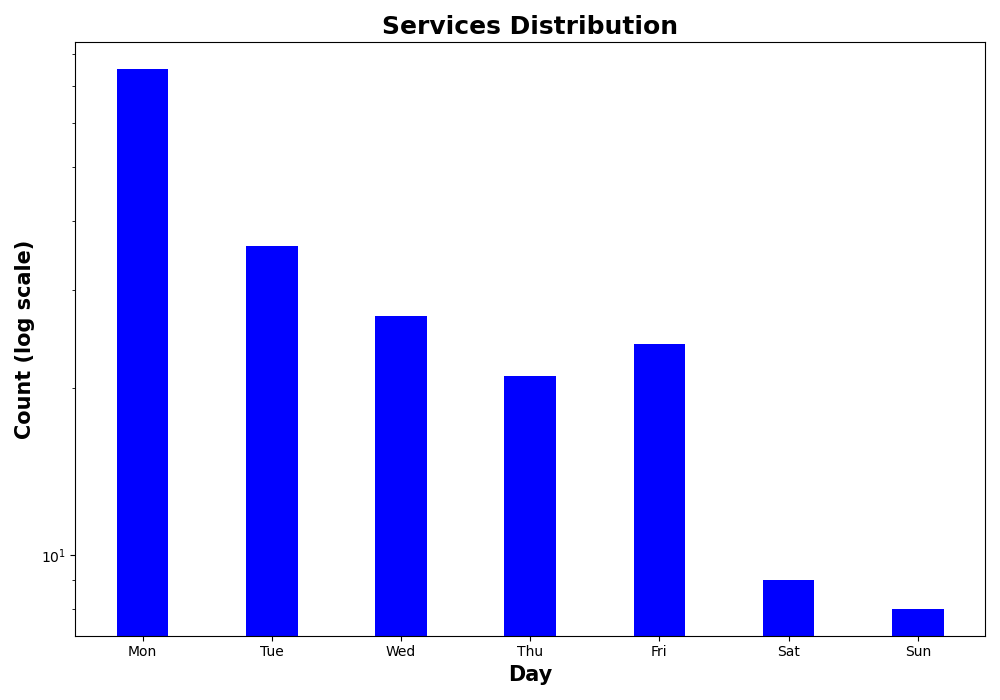 Services Distribution
Count (log scale)
10¹
Mon Tue Wed Thu Fri Sat Sun
Day